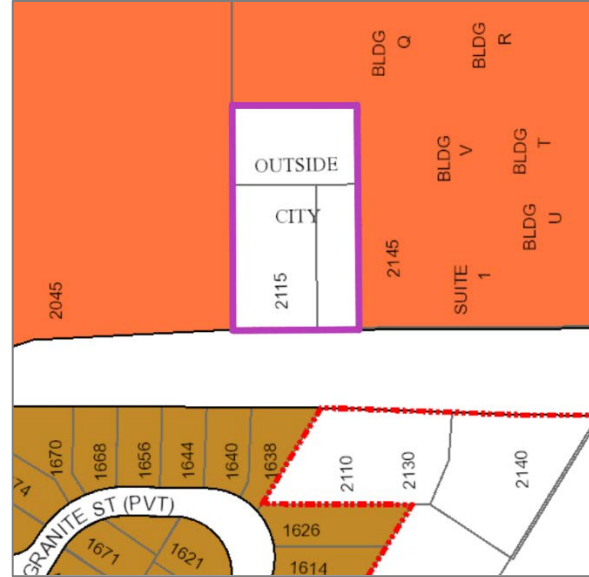 BLDG
Q
BLDG
R
OUTSIDE
CITY
BLDG
V
BLDG
T
BLDG
U
2045
2115
2145
SUITE
1
1670
1668
1656
1644
1640
1638
2110
2130
2140
74
GRANITE ST (PVT)
1671
1621
1626
1614